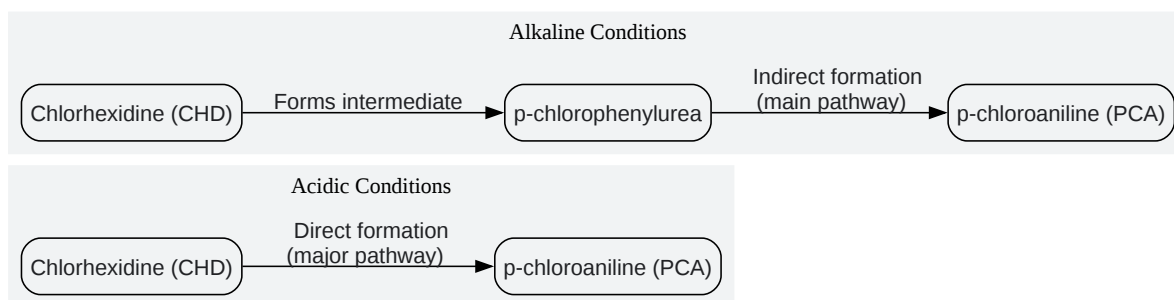 Alkaline Conditions
Chlorhexidine (CHD)
Forms intermediate
p-chlorophenylurea
Indirect formation
(main pathway)
p-chloroaniline (PCA)
Acidic Conditions
Chlorhexidine (CHD)
Direct formation
(major pathway)
p-chloroaniline (PCA)